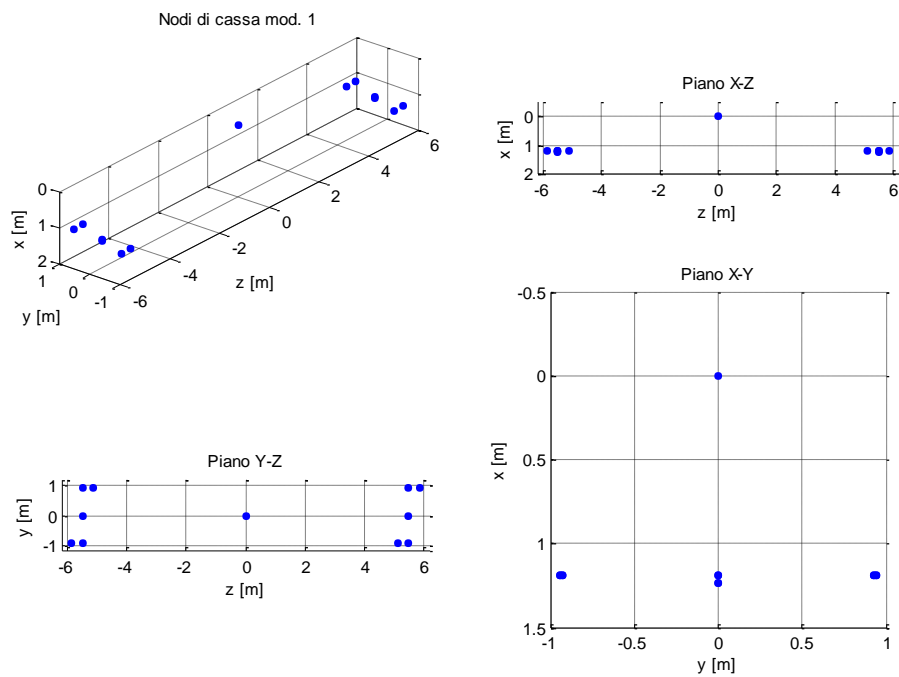 Nodi di cassa mod. 1
0
1
2
x [m]
1
0
-1
y [m]
-6
-4
-2
0
2
4
6
z [m]
Piano X-Z
0
1
2
x [m]
-6 -4 -2 0 2 4 6
z [m]
Piano Y-Z
1
0
-1
y [m]
-6 -4 -2 0 2 4 6
z [m]
Piano X-Y
-0.5
0
0.5
1
1.5
x [m]
-1 -0.5 0 0.5 1
y [m]